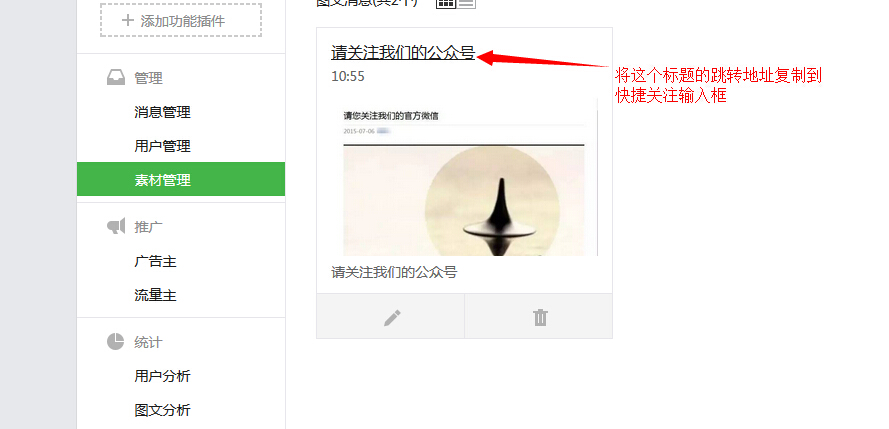 添加功能插件
管理
消息管理
用户管理
素材管理
推广
广告主
流量主
统计
用户分析
图文分析
图文消息(共2个)
请关注我们的公众号
10:55
请您关注我们的官方微信
2015-07-06
请关注我们的公众号
将这个标题的跳转地址复制到
快捷关注输入框